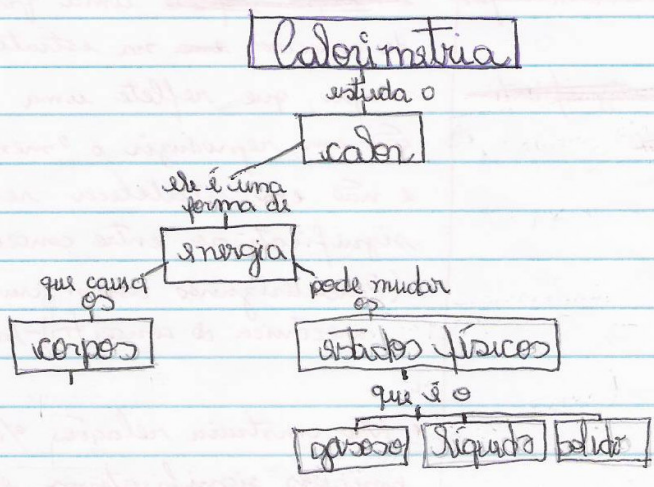 Calorimetria
estuda o
calor
ele é uma
forma de
energia
que causa
os
pode mudar
os
corpos
estados físicos
que é o
gasoso líquido solido